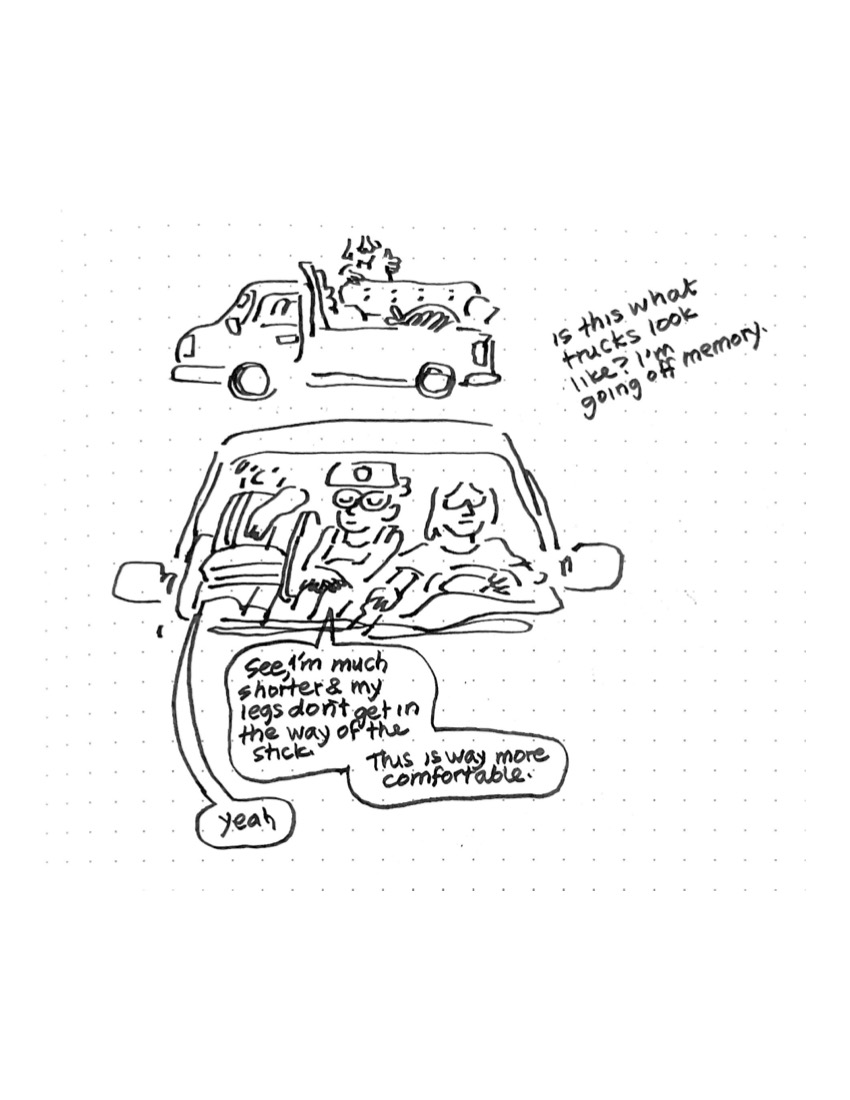 Is this what
trucks look
like? I'm
going off memory.
See, I'm much
shorter & my
legs don't get in
the way of the
stick.
This is way more
comfortable.
yeah